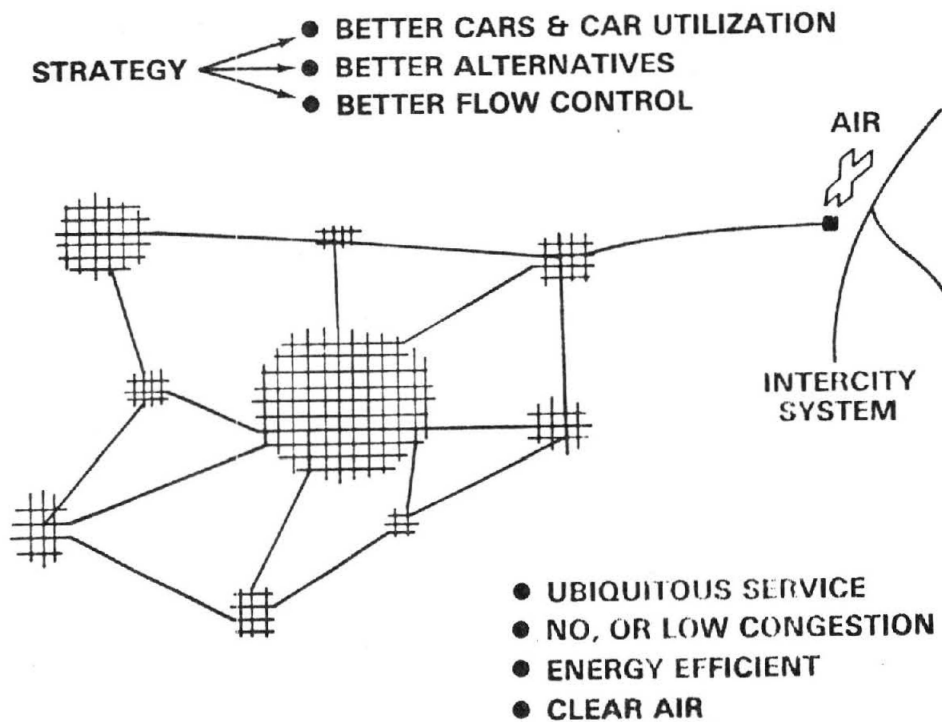 STRATEGY
● BETTER CARS & CAR UTILIZATION
● BETTER ALTERNATIVES
● BETTER FLOW CONTROL
AIR
INTERCITY
SYSTEM
● UBIQUITOUS SERVICE
● NO, OR LOW CONGESTION
● ENERGY EFFICIENT
● CLEAR AIR